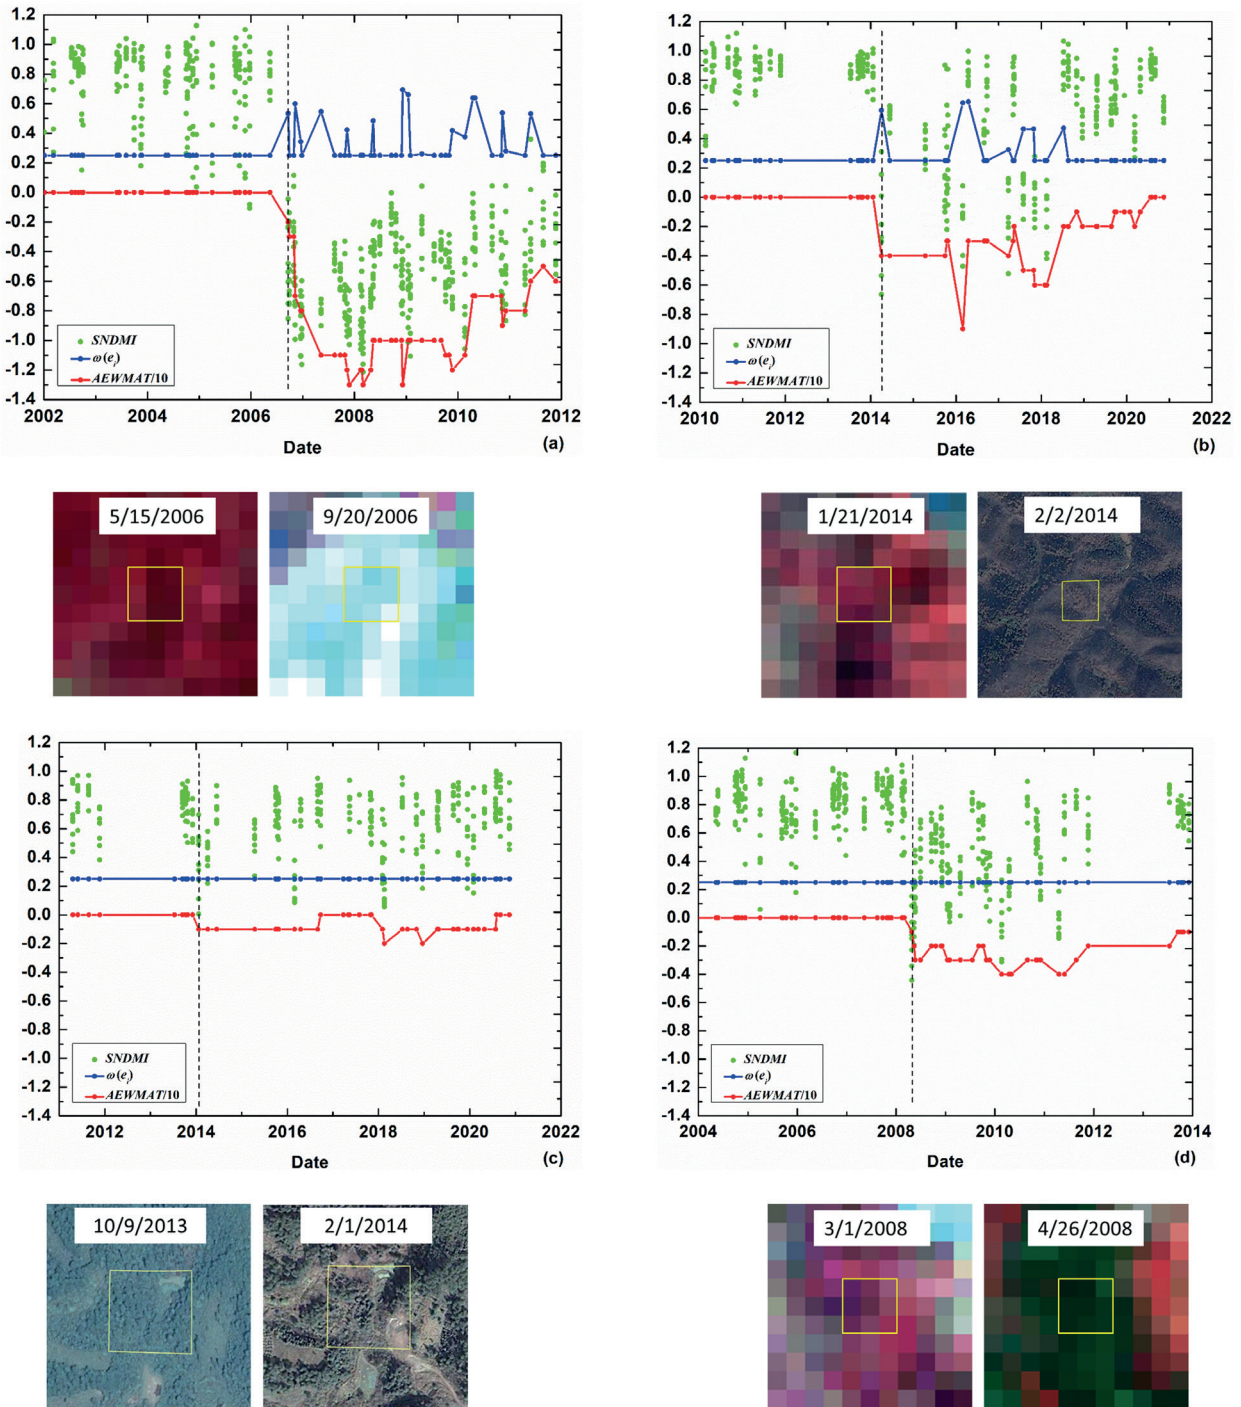 1.2
1.0
0.8
0.6
0.4
0.2
0.0
-0.2
-0.4
-0.6
-0.8
-1.0
-1.2
-1.4
SNDMI
ω(ei)
AEWMAT/10
2002 2004 2006 2008 2010 2012
Date
(a)
1.2
1.0
0.8
0.6
0.4
0.2
0.0
-0.2
-0.4
-0.6
-0.8
-1.0
-1.2
-1.4
SNDMI
ω(ei)
AEWMAT/10
2010 2012 2014 2016 2018 2020 2022
Date
(b)
5/15/2006
9/20/2006
1/21/2014
2/2/2014
1.2
1.0
0.8
0.6
0.4
0.2
0.0
-0.2
-0.4
-0.6
-0.8
-1.0
-1.2
-1.4
SNDMI
ω(ei)
AEWMAT/10
2012 2014 2016 2018 2020 2022
Date
(c)
1.2
1.0
0.8
0.6
0.4
0.2
0.0
-0.2
-0.4
-0.6
-0.8
-1.0
-1.2
-1.4
SNDMI
ω(ei)
AEWMAT/10
2004 2006 2008 2010 2012 2014
Date
(d)
10/9/2013
2/1/2014
3/1/2008
4/26/2008